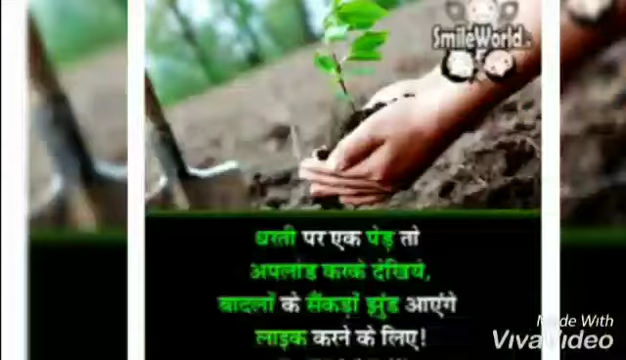 SmileWorld
धरती पर एक पेड़ तो
अपलोड करके देखिये,
बादलों के सैंकड़ों झुंड आएंगे
लाइक करने के लिए!
Made With
VivaVideo